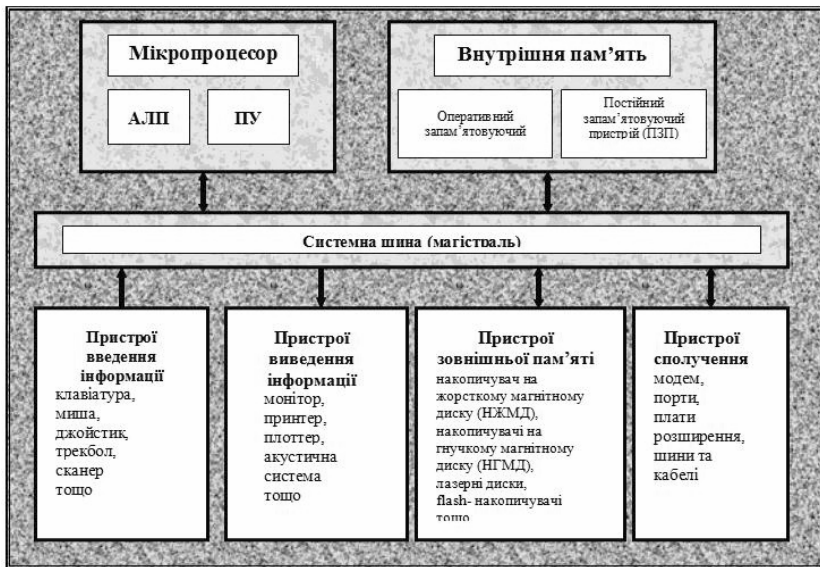 Мікропроцесор
АЛП
ПУ
Внутрішня пам’ять
Оперативний
запам’ятовуючий
Постійний
запам’ятовуючий
пристрій (ПЗП)
Системна шина (магістраль)
Пристрої
введення
інформації
клавіатура,
миша,
джойстик,
трекбол,
сканер
тощо
Пристрої
виведення
інформації
монітор,
принтер,
плоттер,
акустична
система
тощо
Пристрої
зовнішньої пам’яті
накопичувач на
жорсткому магнітному
диску (НЖМД),
накопичувачі на
гнучкому магнітному
диску (НГМД),
лазерні диски,
flash- накопичувачі
тощо
Пристрої
сполучення
модем,
порти,
плати
розширення,
шини та
кабелі